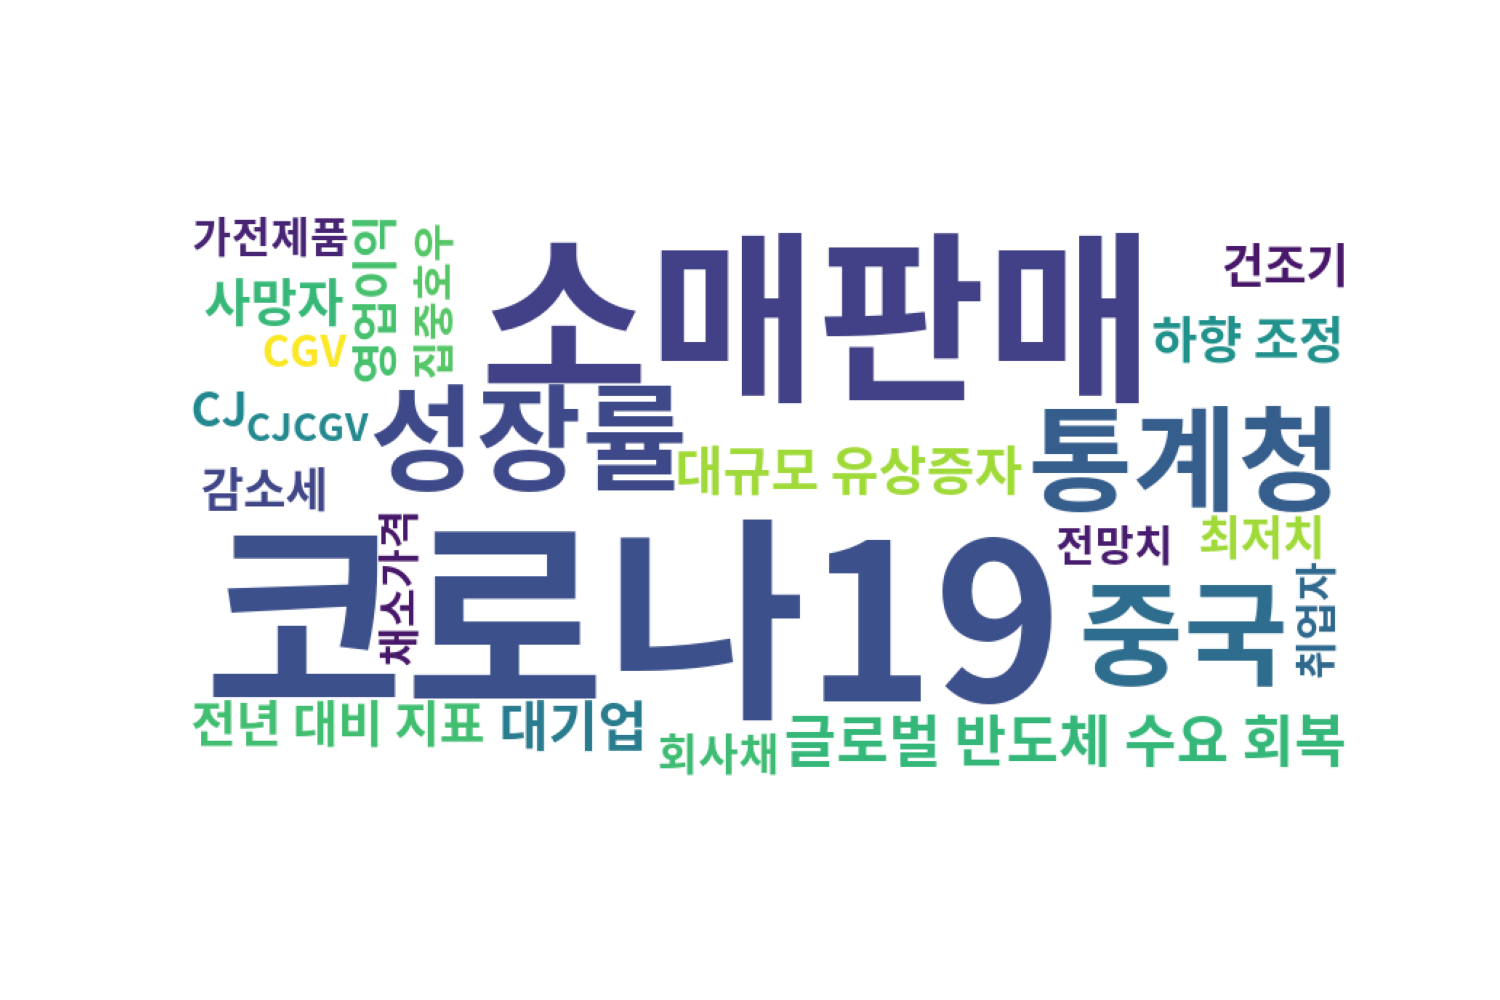 가전제품
영업이익
집중호우
소매판매
건조기
사망자
하향 조정
CGV
CJ
CJCGV
성장률
통계청
대규모 유상증자
감소세
채소가격
코로나19
전망치
최저치
취업자
중국
전년 대비 지표
대기업
회사채
글로벌 반도체 수요 회복